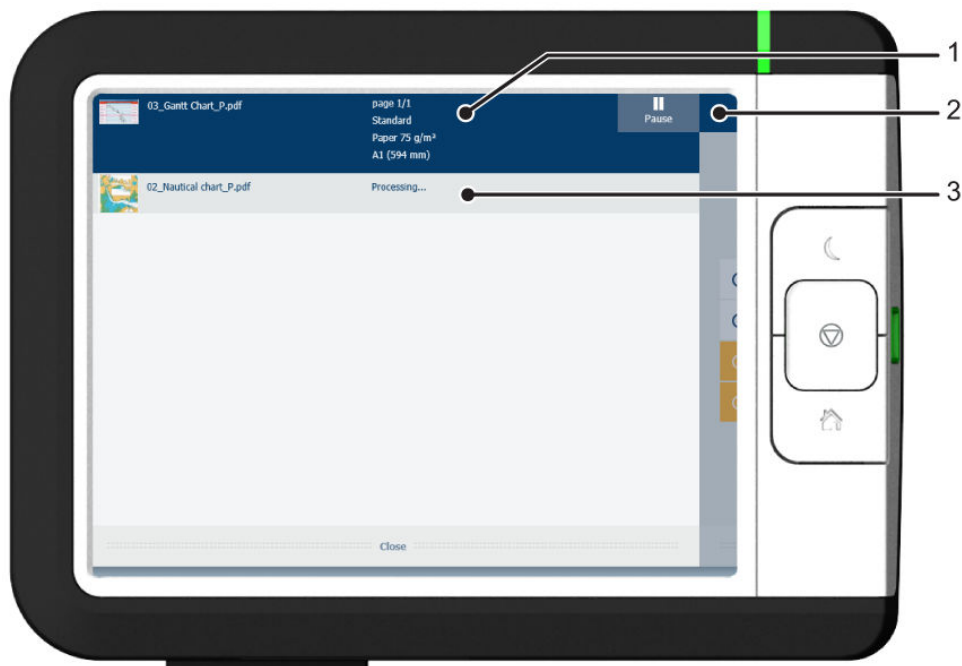 03_Gantt Chart_P.pdf
page 1/1
Standard
Paper 75 g/m²
A1 (594 mm)
Pause
02_Nautical chart_P.pdf
Processing...
Close
1
2
3